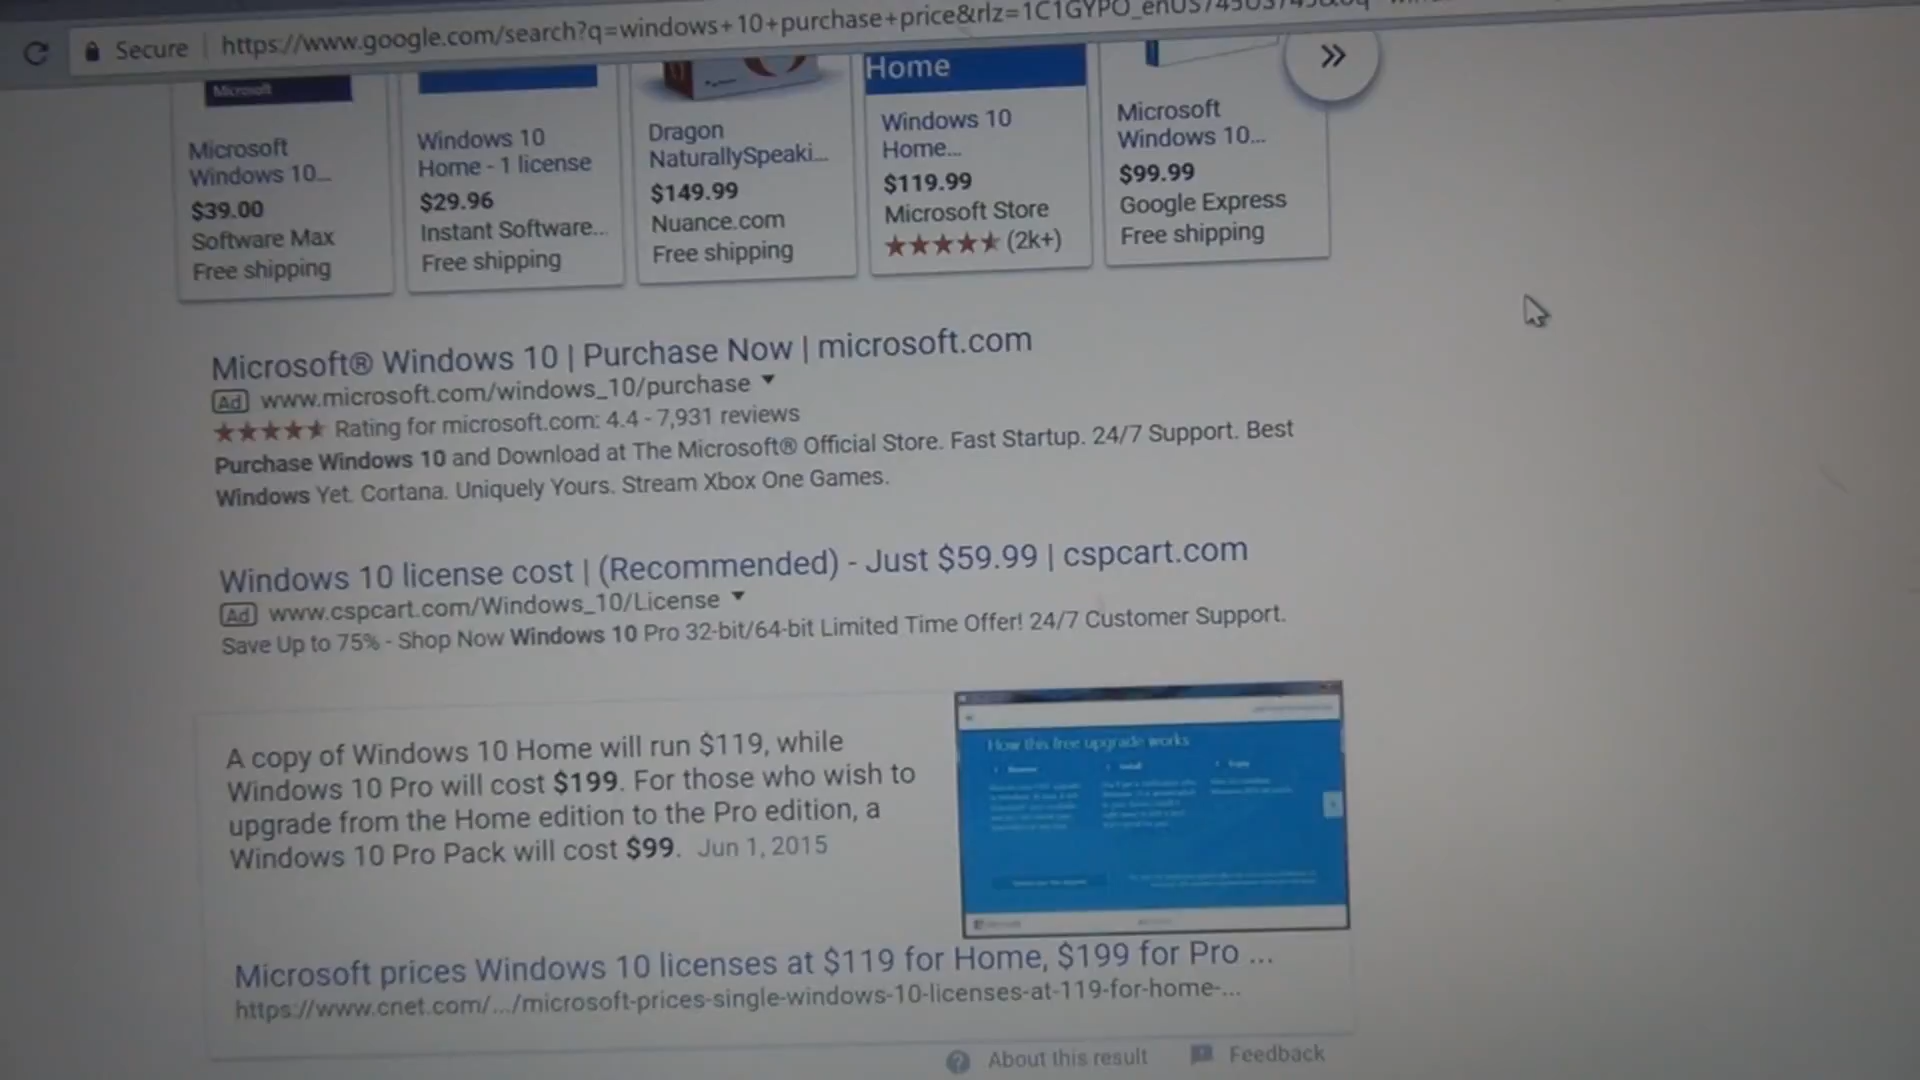 Secure
https://www.google.com/search?q=windows+10+purchase+price&rlz=1C1GYPO_enUS745US745&oq
Microsoft
Microsoft
Windows 10...
$39.00
Software Max
Free shipping
Windows 10
Home - 1 license
$29.96
Instant Software...
Free shipping
Dragon
NaturallySpeaki...
$149.99
Nuance.com
Free shipping
Home
Windows 10
Home...
$119.99
Microsoft Store
(2k+)
Microsoft
Windows 10...
$99.99
Google Express
Free shipping
Microsoft® Windows 10 | Purchase Now | microsoft.com
Ad www.microsoft.com/windows_10/purchase
Rating for microsoft.com: 4.4 - 7,931 reviews
Purchase Windows 10 and Download at The Microsoft® Official Store. Fast Startup. 24/7 Support. Best
Windows Yet. Cortana. Uniquely Yours. Stream Xbox One Games.
Windows 10 license cost | (Recommended) - Just $59.99 | cspcart.com
Ad www.cspcart.com/Windows_10/License
Save Up to 75% - Shop Now Windows 10 Pro 32-bit/64-bit Limited Time Offer! 24/7 Customer Support.
A copy of Windows 10 Home will run $119, while
Windows 10 Pro will cost $199. For those who wish to
upgrade from the Home edition to the Pro edition, a
Windows 10 Pro Pack will cost $99. Jun 1, 2015
How this free upgrade works
Microsoft prices Windows 10 licenses at $119 for Home, $199 for Pro ...
https://www.cnet.com/.../microsoft-prices-single-windows-10-licenses-at-119-for-home-...
About this result
Feedback